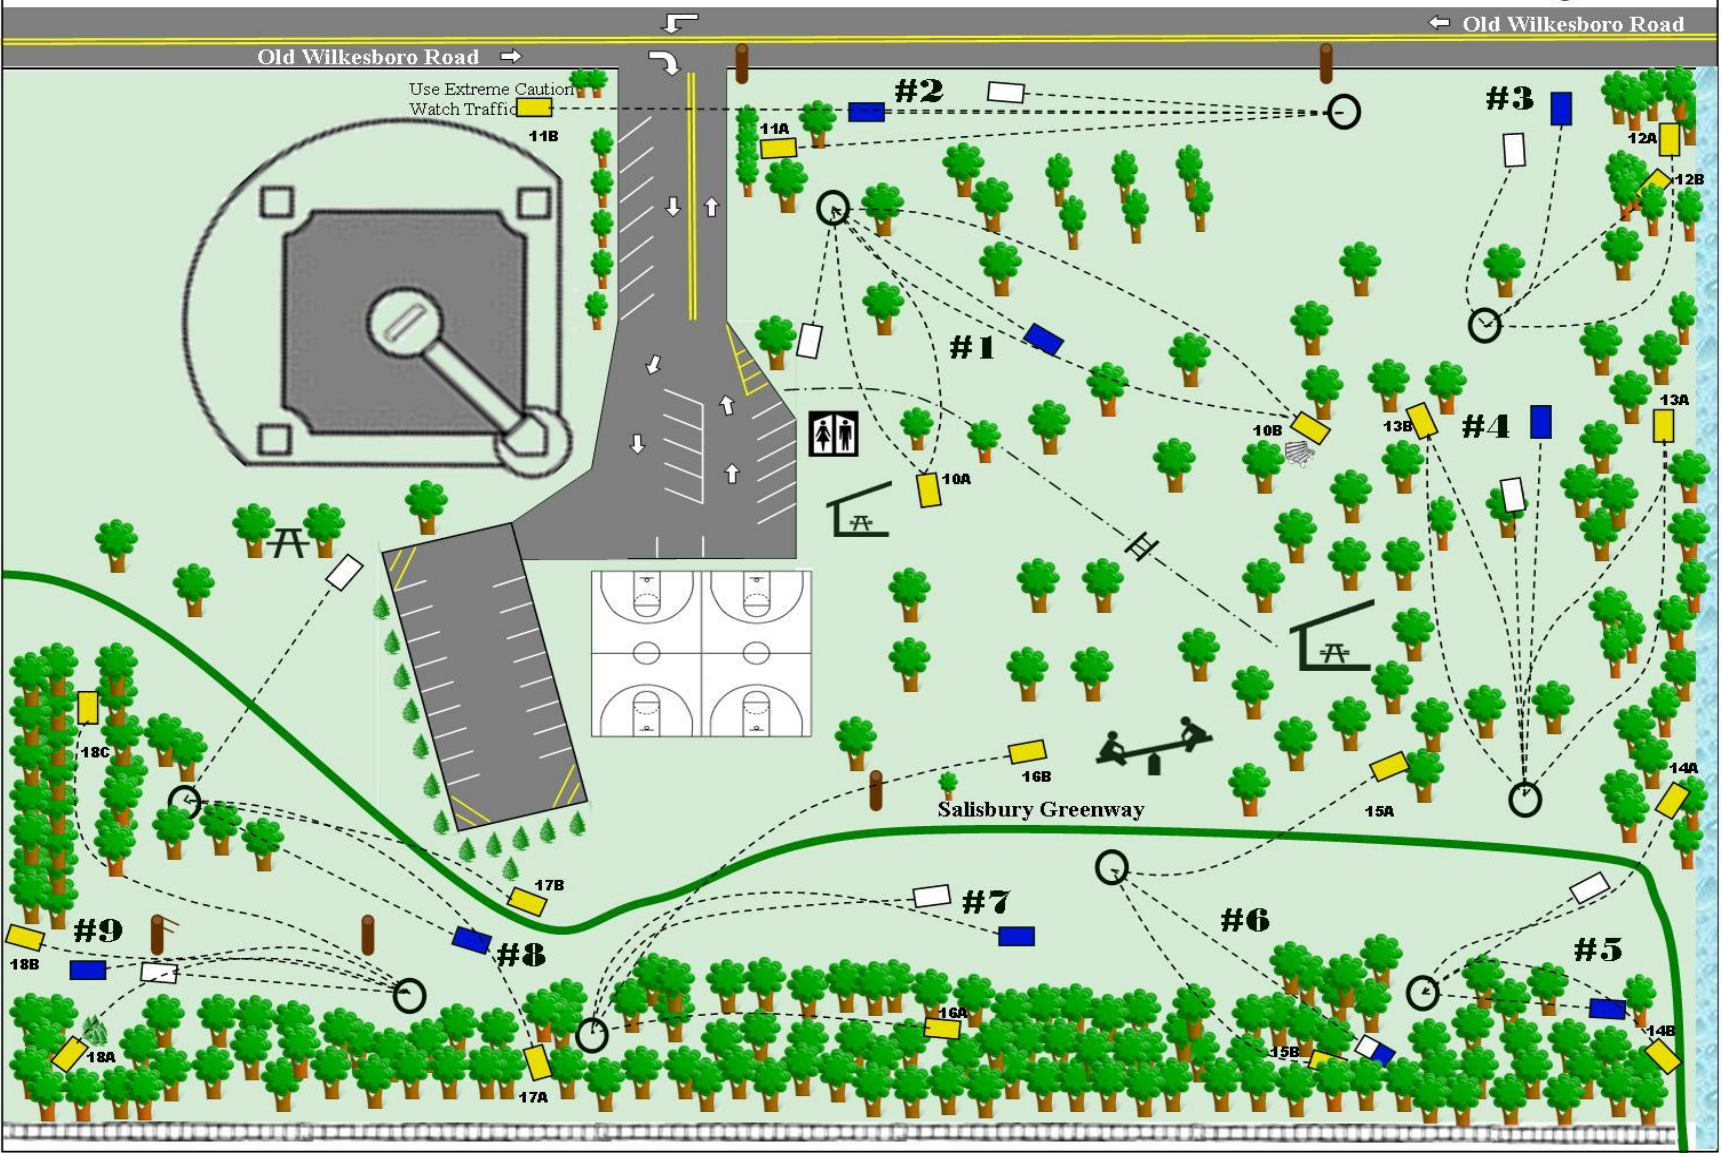 Old Wilkesboro Road
Old Wilkesboro Road
Use Extreme Caution
Watch Traffic
11B
#2
11A
#3
12A
12B
#1
10B
10A
13B
#4
13A
18C
16B
Salisbury Greenway
15A
14A
17B
#9
18B
#8
#7
#6
#5
16A
15B
14B
18A
17A